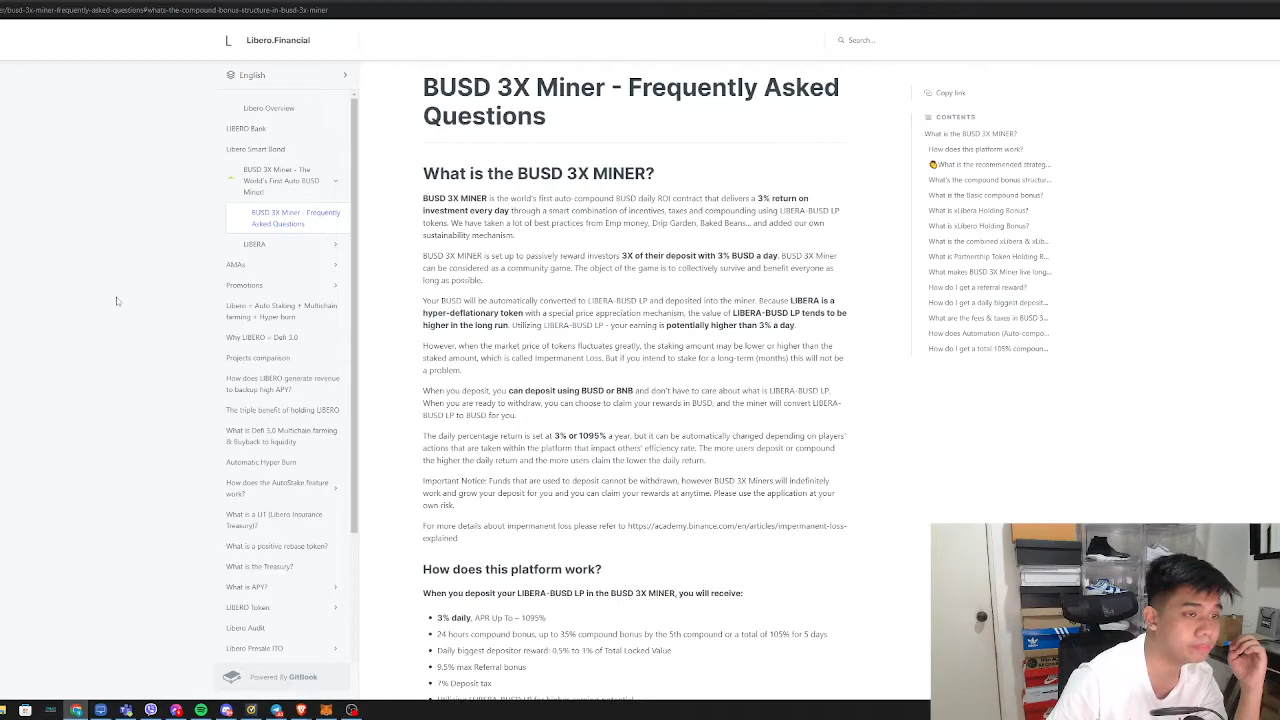 er/busd-3x-miner-frequently-asked-questions#whats-the-compound-bonus-structure-in-busd-3x-miner
L Libero.Financial
Search...
English
Libero Overview
LIBERO Bank
Libero Smart Bond
BUSD 3X Miner - The
World's First Auto BUSD
Miner!
BUSD 3X Miner - Frequently
Asked Questions
LIBERA
AMAs
Promotions
Libero = Auto Staking + Multichain
farming + Hyper burn
Why LIBERO = Defi 3.0
Projects comparison
How does LIBERO generate revenue
to backup high APY?
The triple benefit of holding LIBERO
What is Defi 3.0 Multichain farming
& Buyback to liquidity
Automatic Hyper Burn
How does the AutoStake feature
work?
What is a LIT (Libero Insurance
Treasury)?
What is a positive rebase token?
What is the Treasury?
What is APY?
LIBERO Token
Libero Audit
Libero Presale ITO
Powered By GitBook
BUSD 3X Miner - Frequently Asked
Questions
What is the BUSD 3X MINER?
BUSD 3X MINER is the world's first auto-compound BUSD daily ROI contract that delivers a 3% return on
investment every day through a smart combination of incentives, taxes and compounding using LIBERA-BUSD LP
tokens. We have taken a lot of best practices from Emp money, Drip Garden, Baked Beans... and added our own
sustainability mechanism.
BUSD 3X MINER is set up to passively reward investors 3X of their deposit with 3% BUSD a day. BUSD 3X Miner
can be considered as a community game. The object of the game is to collectively survive and benefit everyone as
long as possible.
Your BUSD will be automatically converted to LIBERA-BUSD LP and deposited into the miner. Because LIBERA is a
hyper-deflationary token with a special price appreciation mechanism, the value of LIBERA-BUSD LP tends to be
higher in the long run. Utilizing LIBERA-BUSD LP - your earning is potentially higher than 3% a day.
However, when the market price of tokens fluctuates greatly, the staking amount may be lower or higher than the
staked amount, which is called Impermanent Loss. But if you intend to stake for a long-term (months) this will not be
a problem.
When you deposit, you can deposit using BUSD or BNB and don't have to care about what is LIBERA-BUSD LP.
When you are ready to withdraw, you can choose to claim your rewards in BUSD, and the miner will convert LIBERA-
BUSD LP to BUSD for you.
The daily percentage return is set at 3% or 1095% a year, but it can be automatically changed depending on players'
actions that are taken within the platform that impact others' efficiency rate. The more users deposit or compound
the higher the daily return and the more users claim the lower the daily return.
Important Notice: Funds that are used to deposit cannot be withdrawn, however BUSD 3X Miners will indefinitely
work and grow your deposit for you and you can claim your rewards at anytime. Please use the application at your
own risk.
For more details about impermanent loss please refer to https://academy.binance.com/en/articles/impermanent-loss-
explained
How does this platform work?
When you deposit your LIBERA-BUSD LP in the BUSD 3X MINER, you will receive:
• 3% daily, APR Up To ~ 1095%
• 24 hours compound bonus, up to 35% compound bonus by the 5th compound or a total of 105% for 5 days
• Daily biggest depositor reward: 0.5% to 1% of Total Locked Value
• 9.5% max Referral bonus
• 7% Deposit tax
• Utilizing LIBERA-BUSD LP for higher earning potential
Copy link
CONTENTS
What is the BUSD 3X MINER?
How does this platform work?
What is the recommended strateg...
What's the compound bonus structur...
What is the Basic compound bonus?
What is xLibera Holding Bonus?
What is xLibero Holding Bonus?
What is the combined xLibera & xLib...
What is Partnership Token Holding B...
What makes BUSD 3X Miner live long...
How do I get a referral reward?
How do I get a daily biggest deposit...
What are the fees & taxes in BUSD 3...
How does Automation (Auto-compo...
How do I get a total 105% compoun...
adidas